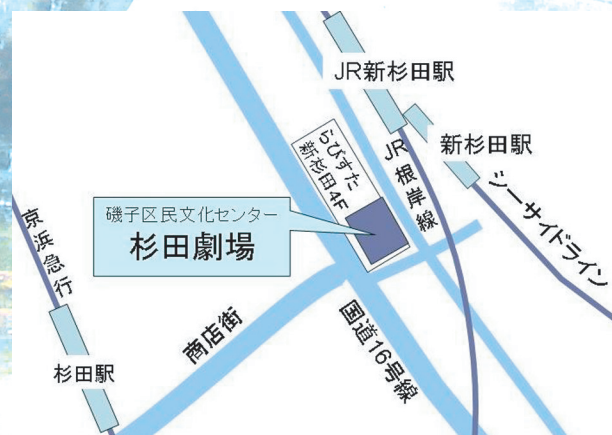 JR新杉田駅
新杉田駅
らびすた
新杉田4F
JR根岸線
シーサイドライン
磯子区民文化センター
杉田劇場
京浜急行
商店街
国道16号線
杉田駅